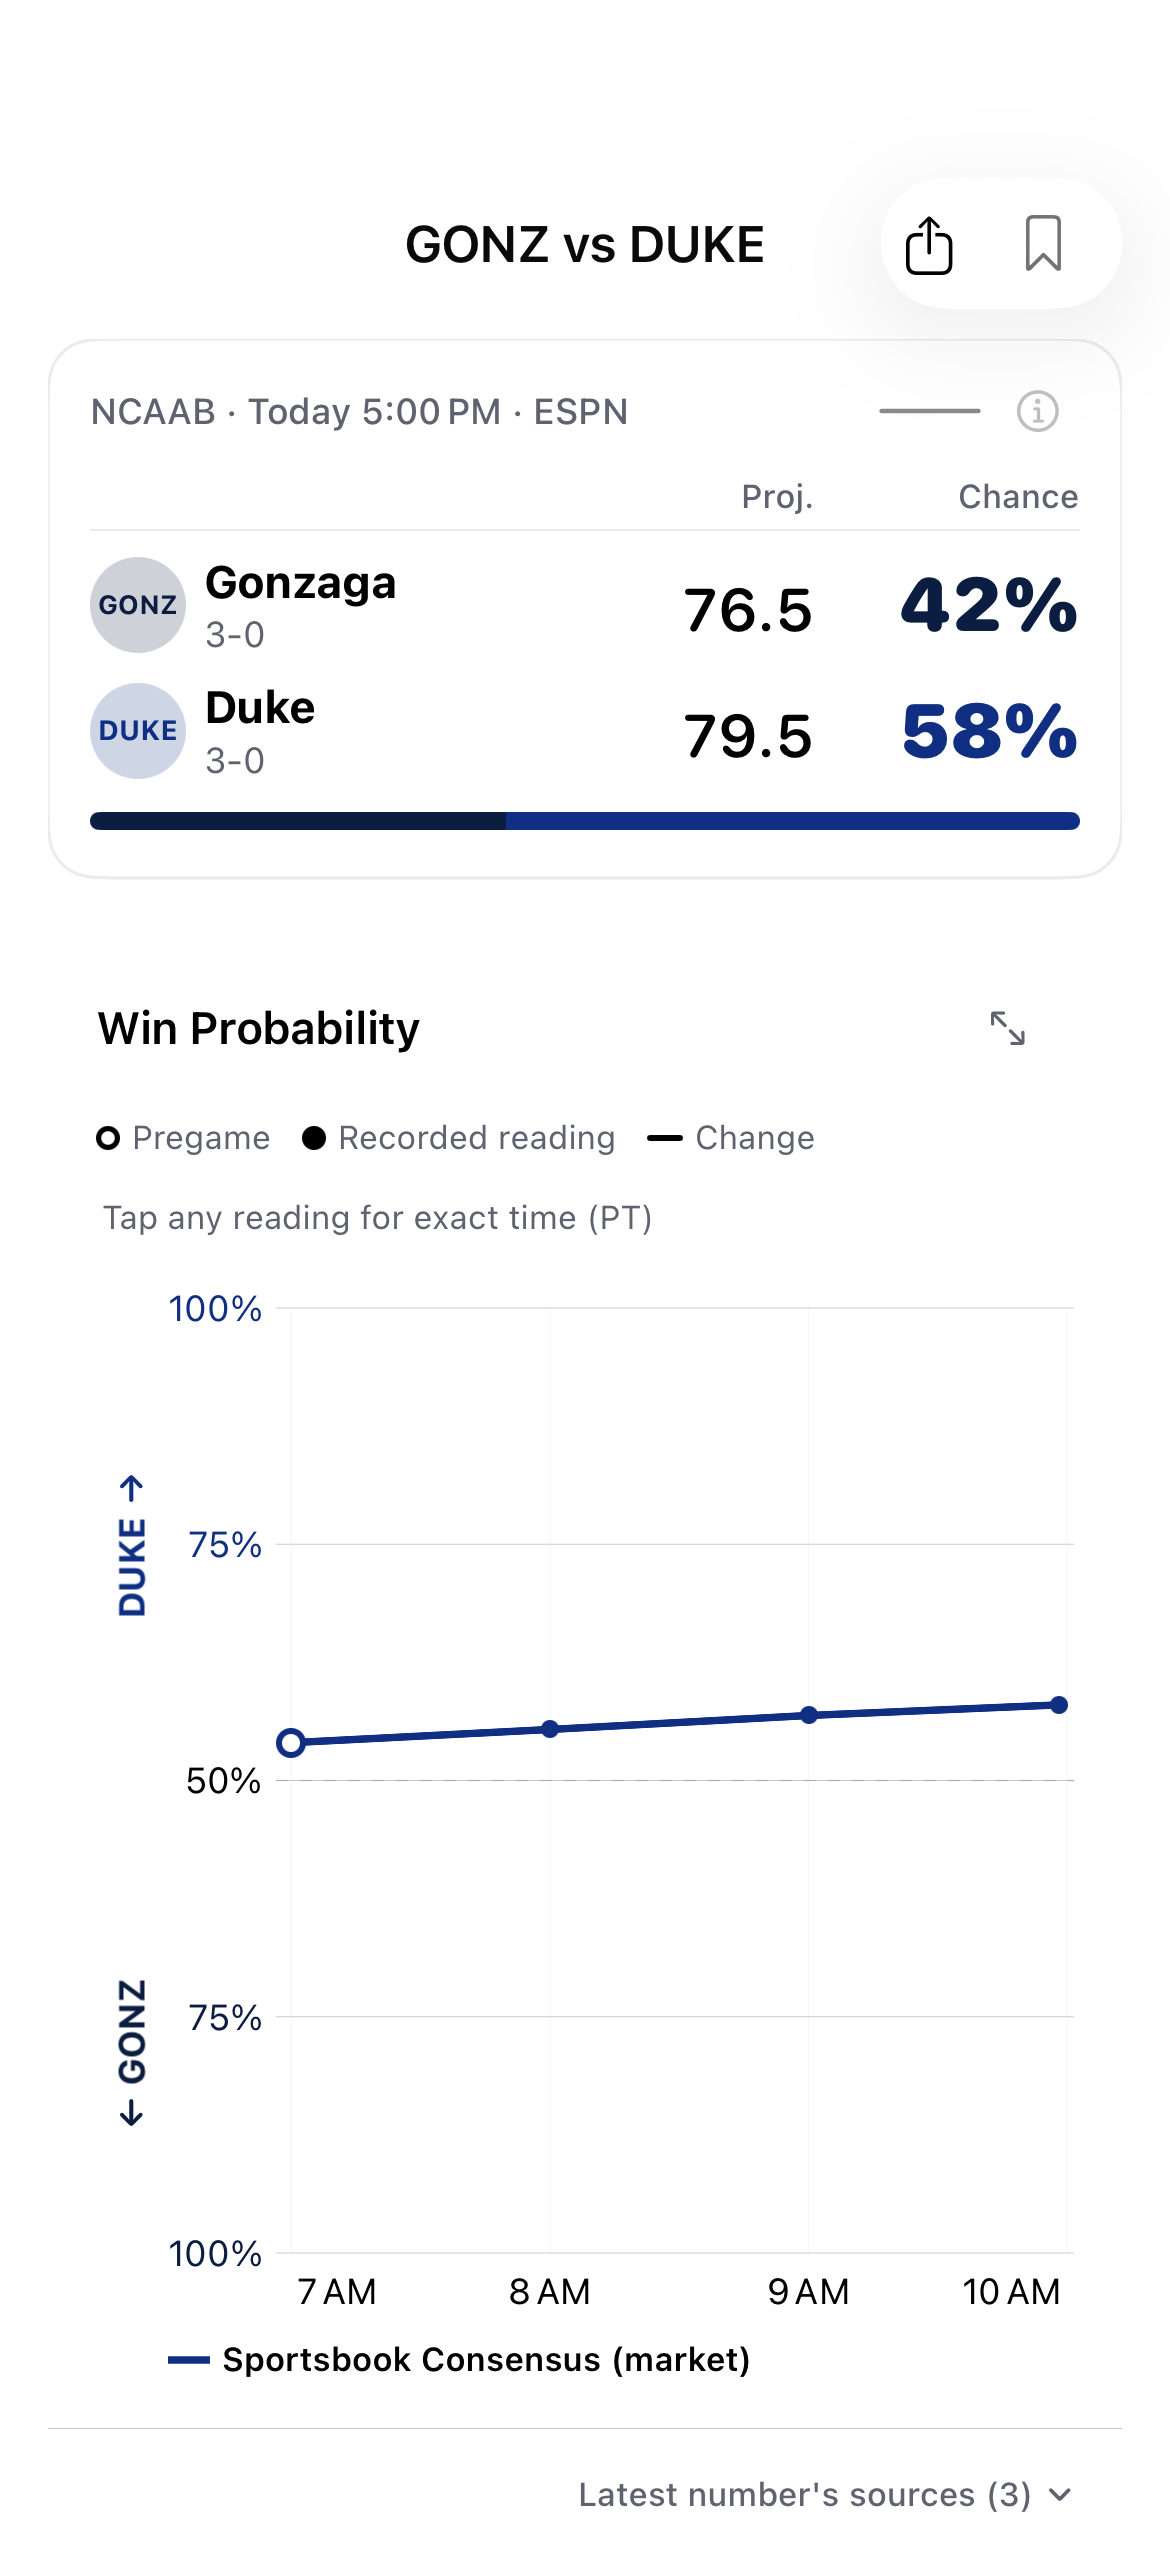 GONZ vs DUKE
NCAAB · Today 5:00 PM · ESPN
Proj. Chance
GONZ Gonzaga 76.5 42%
3-0
DUKE Duke 79.5 58%
3-0
Win Probability
Pregame Recorded reading Change
Tap any reading for exact time (PT)
100%
DUKE →
75%
50%
← GONZ
75%
100%
7 AM 8 AM 9 AM 10 AM
Sportsbook Consensus (market)
Latest number's sources (3)